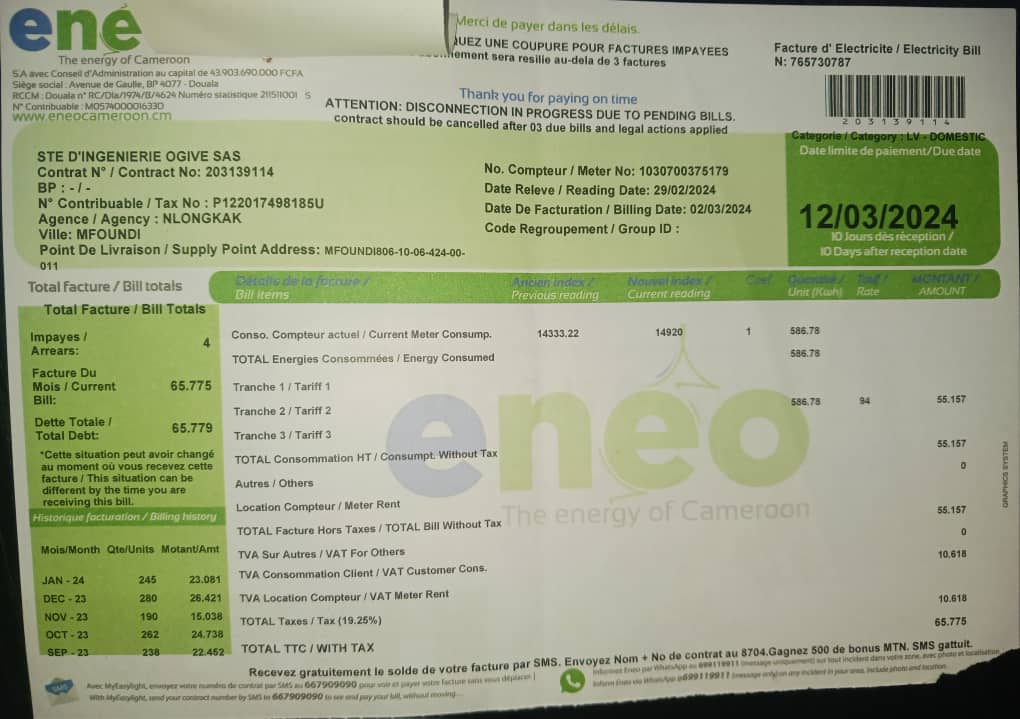 eneo
The energy of Cameroon
S.A avec Conseil d'Administration au capital de 43.903.690.000 FCFA
Siège social : Avenue de Gaulle, BP 4077 - Douala
RCCM : Douala n° RC/Dla/1974/B/4624 Numéro statistique 211511001 S
N° Contribuable : M057400001633D
www.eneocameroon.cm
Merci de payer dans les délais.
QUEZ UNE COUPURE POUR FACTURES IMPAYEES
nement sera resilie au-dela de 3 factures
Thank you for paying on time
ATTENTION: DISCONNECTION IN PROGRESS DUE TO PENDING BILLS.
contract should be cancelled after 03 due bills and legal actions applied
Facture d' Electricite / Electricity Bill
N: 765730787
203139114
Categorie / Category : LV - DOMESTIC
Date limite de paiement/Due date
12/03/2024
10 Jours dès réception /
10 Days after reception date
STE D'INGENIERIE OGIVE SAS
Contrat N° / Contract No: 203139114
BP : - / -
N° Contribuable / Tax No : P122017498185U
Agence / Agency : NLONGKAK
Ville: MFOUNDI
Point De Livraison / Supply Point Address: MFOUNDI806-10-06-424-00-
011
No. Compteur / Meter No: 1030700375179
Date Releve / Reading Date: 29/02/2024
Date De Facturation / Billing Date: 02/03/2024
Code Regroupement / Group ID :
Total facture / Bill totals
Total Facture / Bill Totals
Impayes / Arrears: 4
Facture Du Mois / Current Bill: 65.775
Dette Totale / Total Debt: 65.779
*Cette situation peut avoir changé
au moment où vous recevez cette
facture / This situation can be
different by the time you are
receiving this bill.
Historique facturation / Billing history
Mois/Month Qte/Units Motant/Amt
JAN - 24 245 23.081
DEC - 23 280 26.421
NOV - 23 190 15.038
OCT - 23 262 24.738
SEP - 23 238 22.452
Détails de la facture / Bill items Ancien index / Previous reading Nouvel index / Current reading Coef Quantité / Unit (Kwh) Tarif / Rate MONTANT / AMOUNT
Conso. Compteur actuel / Current Meter Consump. 14333.22 14920 1 586.78
TOTAL Energies Consommées / Energy Consumed 586.78
Tranche 1 / Tariff 1
Tranche 2 / Tariff 2 586.78 94 55.157
Tranche 3 / Tariff 3
TOTAL Consommation HT / Consumpt. Without Tax 55.157
Autres / Others 0
Location Compteur / Meter Rent
TOTAL Facture Hors Taxes / TOTAL Bill Without Tax 55.157
TVA Sur Autres / VAT For Others 0
TVA Consommation Client / VAT Customer Cons. 10.618
TVA Location Compteur / VAT Meter Rent
TOTAL Taxes / Tax (19.25%) 10.618
TOTAL TTC / WITH TAX 65.775
eneo
The energy of Cameroon
GRAPHICS SYSTEM
Recevez gratuitement le solde de votre facture par SMS. Envoyez Nom + No de contrat au 8704.Gagnez 500 de bonus MTN. SMS gattuit.
SMS
Avec MyEasylight, envoyez votre numéro de contrat par SMS au 667909090 pour voir et payer votre facture sans vous déplacer |
With MyEasylight, send your contract number by SMS to 667909090 to see and pay your bill, without moving...
Informez Eneo par WhatsApp au 699119911 (message uniquement) sur tout incident dans votre zone, avec photo et localisation
Inform Eneo via WhatsApp 699119911 (message only) on any incident in your area, include photo and location.